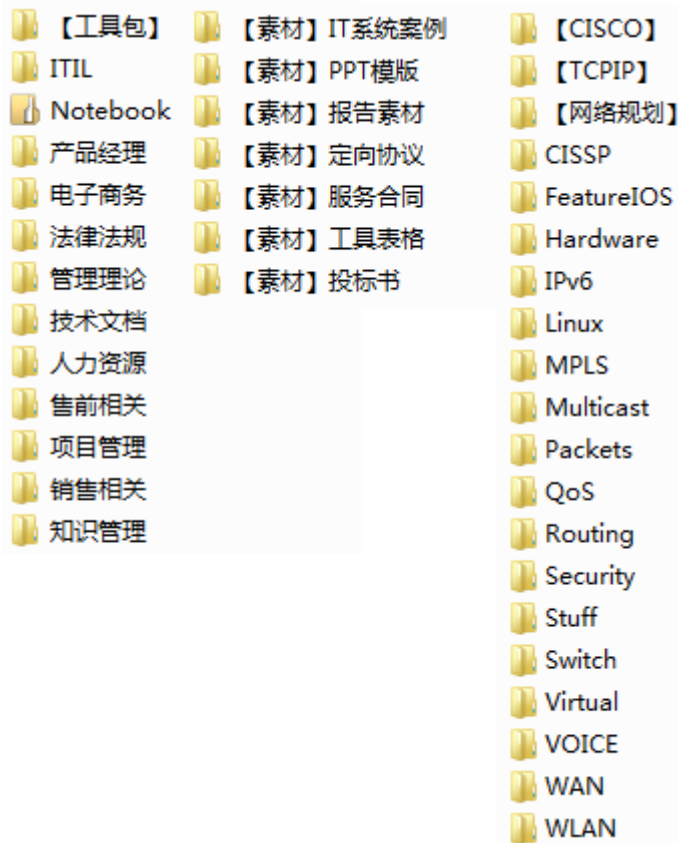 【工具包】
ITIL
Notebook
产品经理
电子商务
法律法规
管理理论
技术文档
人力资源
售前相关
项目管理
销售相关
知识管理
【素材】IT系统案例
【素材】PPT模版
【素材】报告素材
【素材】定向协议
【素材】服务合同
【素材】工具表格
【素材】投标书
【CISCO】
【TCPIP】
【网络规划】
CISSP
FeatureIOS
Hardware
IPv6
Linux
MPLS
Multicast
Packets
QoS
Routing
Security
Stuff
Switch
Virtual
VOICE
WAN
WLAN